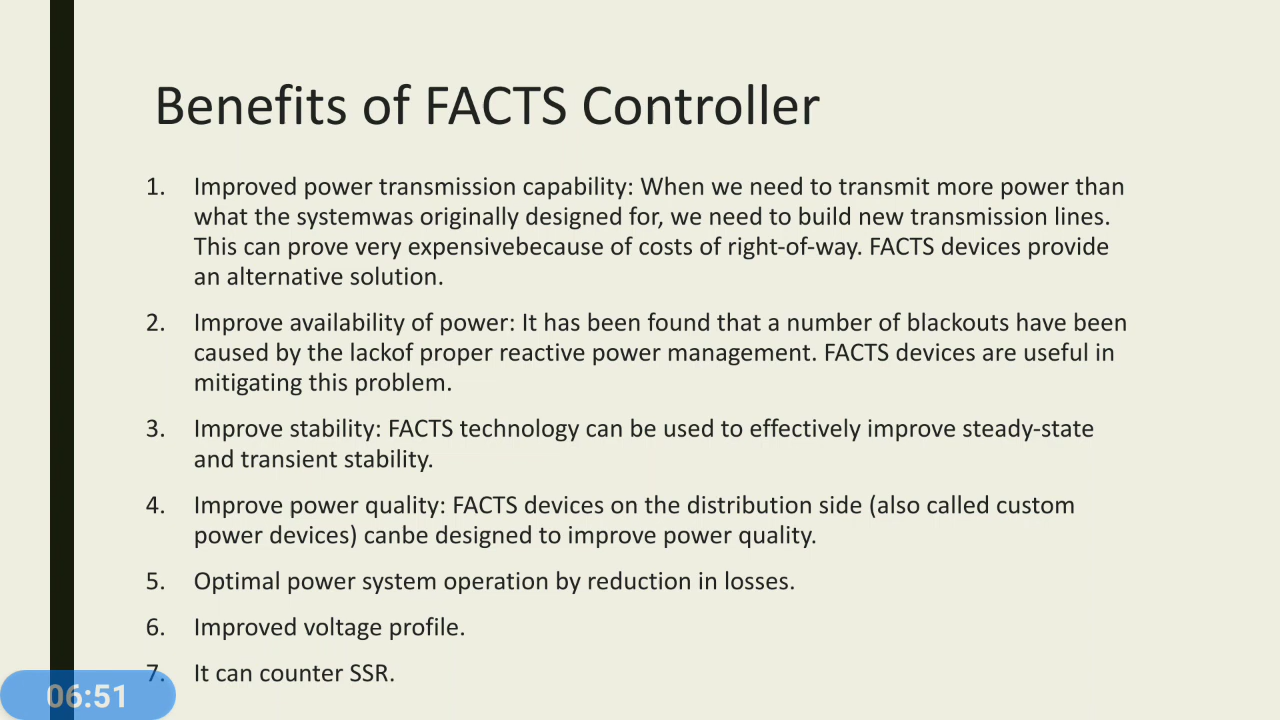 Benefits of FACTS Controller
1. Improved power transmission capability: When we need to transmit more power than
what the systemwas originally designed for, we need to build new transmission lines.
This can prove very expensivebecause of costs of right-of-way. FACTS devices provide
an alternative solution.
2. Improve availability of power: It has been found that a number of blackouts have been
caused by the lackof proper reactive power management. FACTS devices are useful in
mitigating this problem.
3. Improve stability: FACTS technology can be used to effectively improve steady-state
and transient stability.
4. Improve power quality: FACTS devices on the distribution side (also called custom
power devices) canbe designed to improve power quality.
5. Optimal power system operation by reduction in losses.
6. Improved voltage profile.
7. It can counter SSR.
06:51